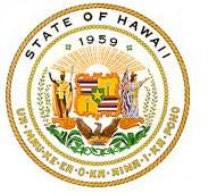 STATE OF HAWAII
1959
UA·MAU·KE·EA·O·KA·AINA·I·KA·PONO